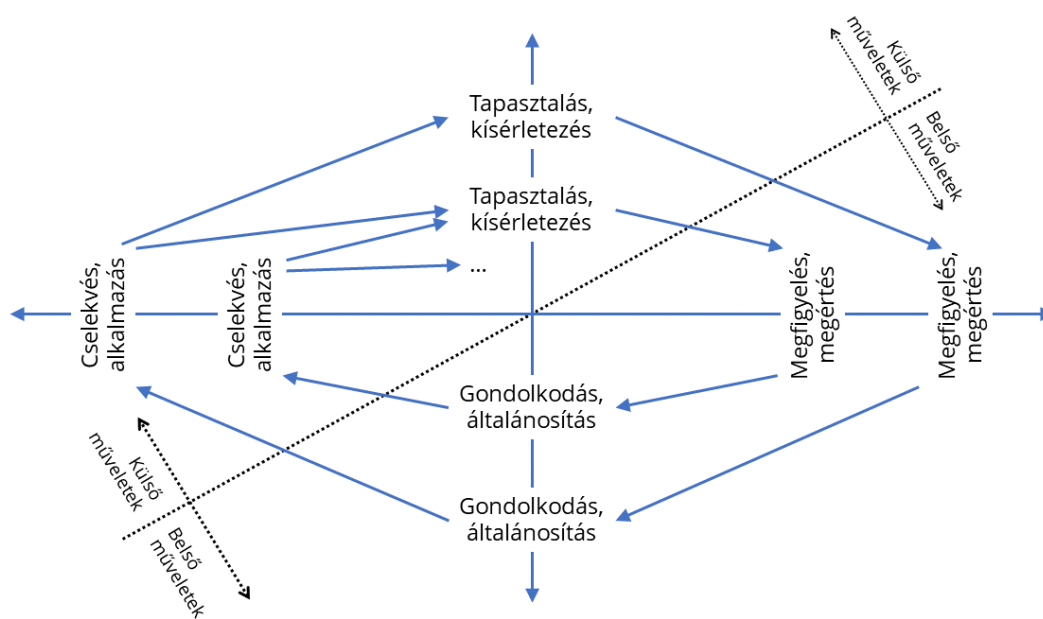 Külső
műveletek
Belső
műveletek
Tapasztalás,
kísérletezés
Tapasztalás,
kísérletezés
...
Cselekvés,
alkalmazás
Cselekvés,
alkalmazás
Megfigyelés,
megértés
Megfigyelés,
megértés
Gondolkodás,
általánosítás
Gondolkodás,
általánosítás
Külső
műveletek
Belső
műveletek